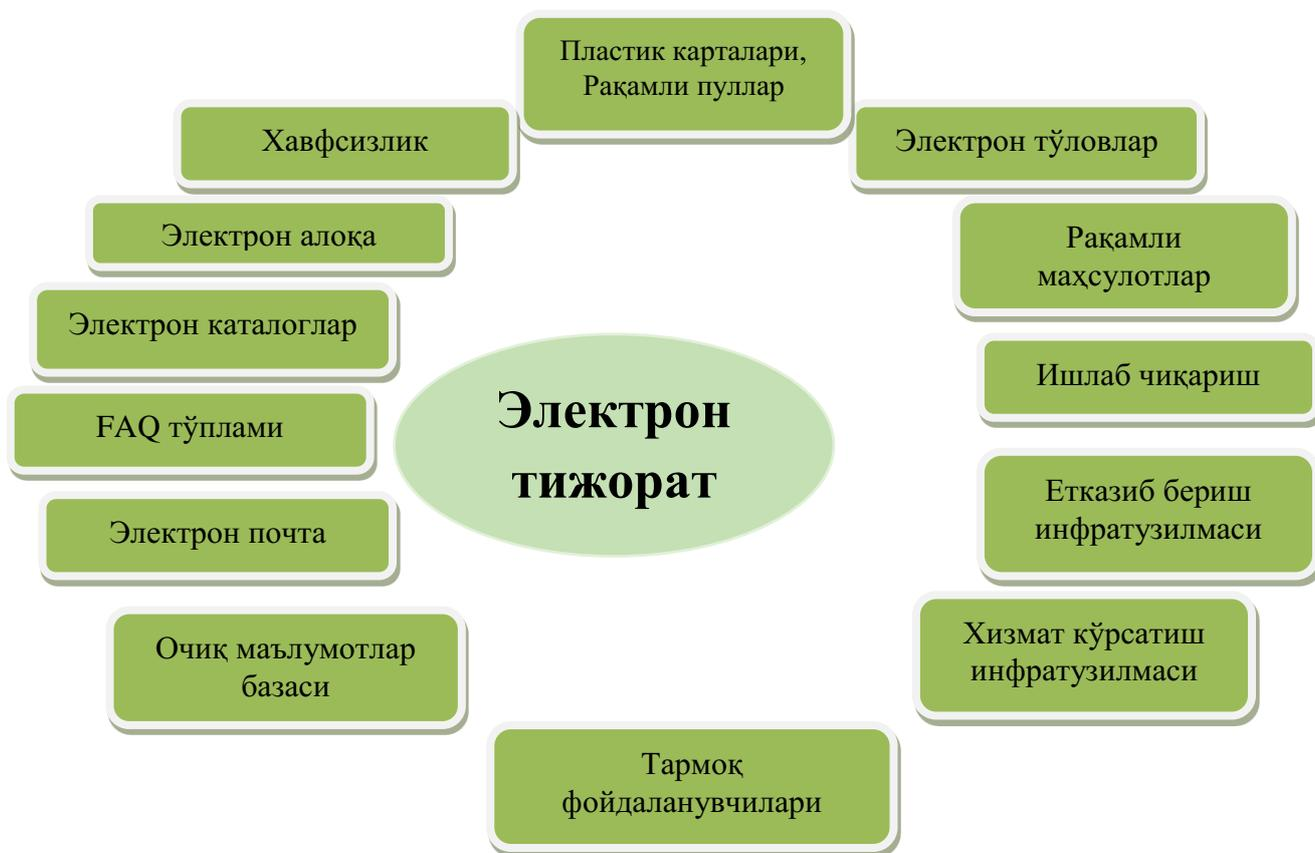 Пластик карталари,
Рақамли пуллар
Хавфсизлик
Электрон тўловлар
Электрон алоқа
Рақамли
маҳсулотлар
Электрон каталоглар
Ишлаб чиқариш
Электрон
тижорат
FAQ тўплами
Етказиб бериш
инфратузилмаси
Электрон почта
Хизмат кўрсатиш
инфратузилмаси
Очиқ маълумотлар
базаси
Тармоқ
фойдаланувчилари